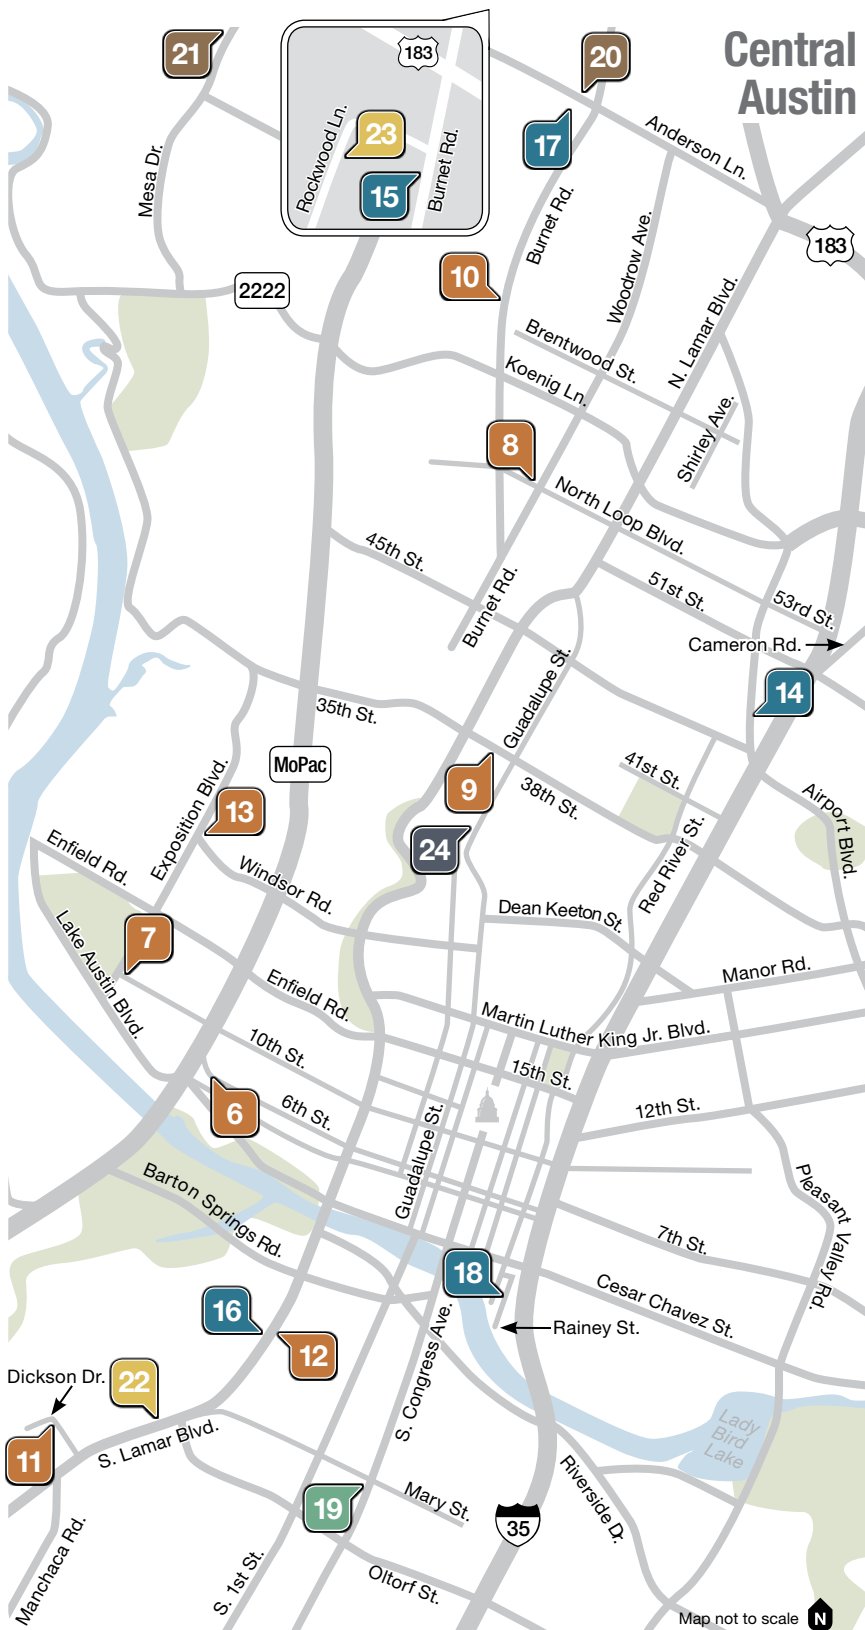 Central
Austin
21
183
20
23
17
15
Rockwood Ln.
Burnet Rd.
Anderson Ln.
Mesa Dr.
Burnet Rd.
Woodrow Ave.
183
10
2222
N. Lamar Blvd.
Brentwood St.
Koenig Ln.
Shirley Ave.
8
North Loop Blvd.
45th St.
51st St.
53rd St.
Burnet Rd.
Cameron Rd.
14
35th St.
Guadalupe St.
MoPac
9
38th St.
41st St.
Airport Blvd.
13
Exposition Blvd.
24
Red River St.
Enfield Rd.
Windsor Rd.
Dean Keeton St.
7
Lake Austin Blvd.
Manor Rd.
Enfield Rd.
Martin Luther King Jr. Blvd.
10th St.
15th St.
6
6th St.
12th St.
Guadalupe St.
Barton Springs Rd.
Pleasant Valley Rd.
7th St.
18
Cesar Chavez St.
16
Rainey St.
12
S. Congress Ave.
Dickson Dr.
22
11
S. Lamar Blvd.
Lady
Bird
Lake
19
Mary St.
Riverside Dr.
35
Manchaca Rd.
S. 1st St.
Oltorf St.
Map not to scale N